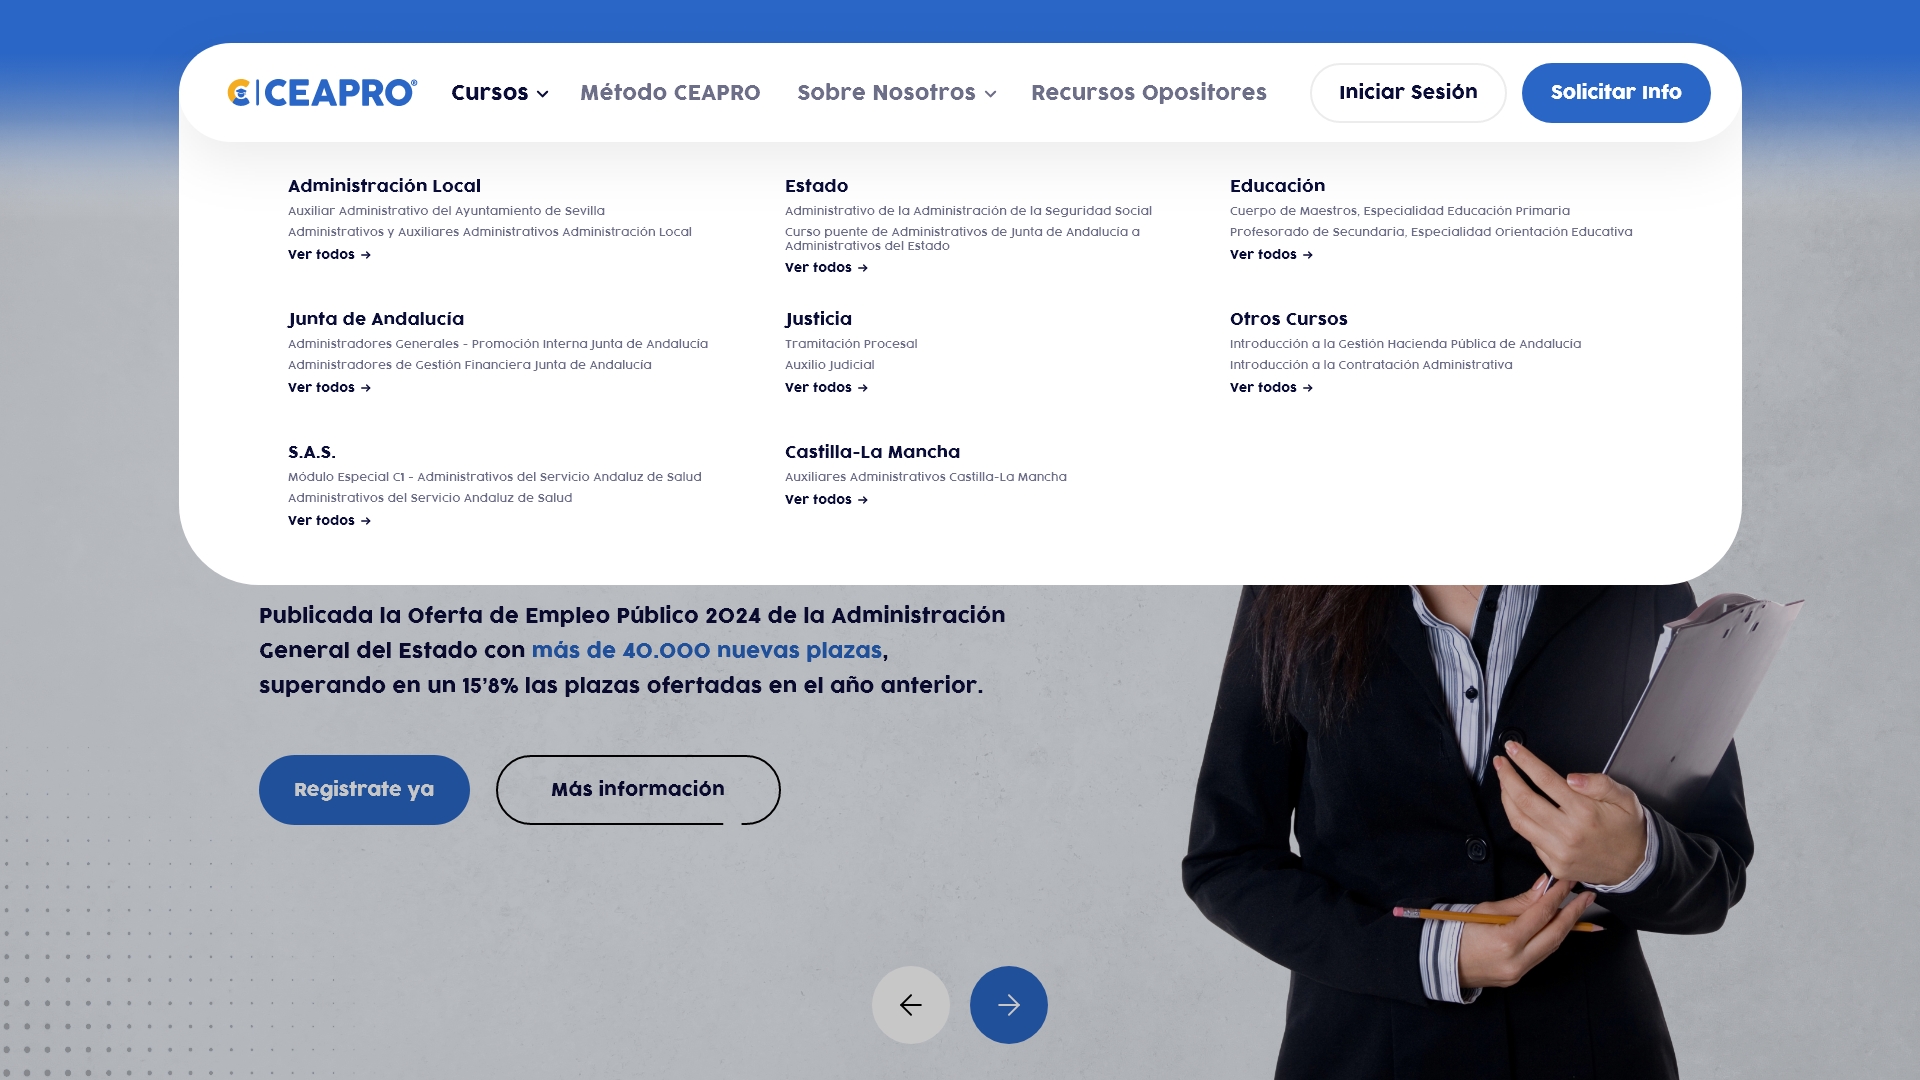 CEAPRO®
Cursos
Método CEAPRO
Sobre Nosotros
Recursos Opositores
Iniciar Sesión
Solicitar Info
Administración Local
Auxiliar Administrativo del Ayuntamiento de Sevilla
Administrativos y Auxiliares Administrativos Administración Local
Ver todos →
Estado
Administrativo de la Administración de la Seguridad Social
Curso puente de Administrativos de Junta de Andalucía a
Administrativos del Estado
Ver todos →
Educación
Cuerpo de Maestros, Especialidad Educación Primaria
Profesorado de Secundaria, Especialidad Orientación Educativa
Ver todos →
Junta de Andalucía
Administradores Generales - Promoción Interna Junta de Andalucía
Administradores de Gestión Financiera Junta de Andalucía
Ver todos →
Justicia
Tramitación Procesal
Auxilio Judicial
Ver todos →
Otros Cursos
Introducción a la Gestión Hacienda Pública de Andalucía
Introducción a la Contratación Administrativa
Ver todos →
S.A.S.
Módulo Especial C1 - Administrativos del Servicio Andaluz de Salud
Administrativos del Servicio Andaluz de Salud
Ver todos →
Castilla-La Mancha
Auxiliares Administrativos Castilla-La Mancha
Ver todos →
Publicada la Oferta de Empleo Público 2024 de la Administración
General del Estado con más de 40.000 nuevas plazas,
superando en un 15'8% las plazas ofertadas en el año anterior.
Registrate ya
Más información